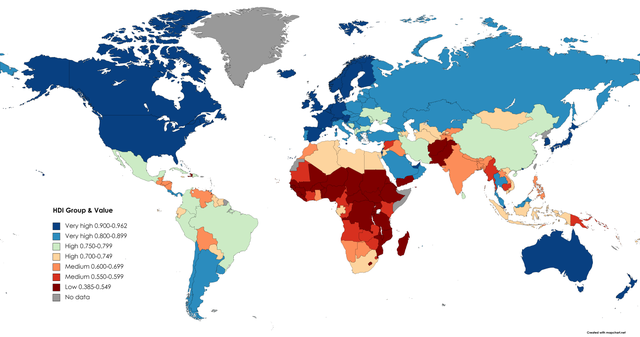 HDI Group & Value
Very high 0.900-0.962
Very high 0.800-0.899
High 0.750-0.799
High 0.700-0.749
Medium 0.600-0.699
Medium 0.550-0.599
Low 0.385-0.549
No data
Created with mapchart.net